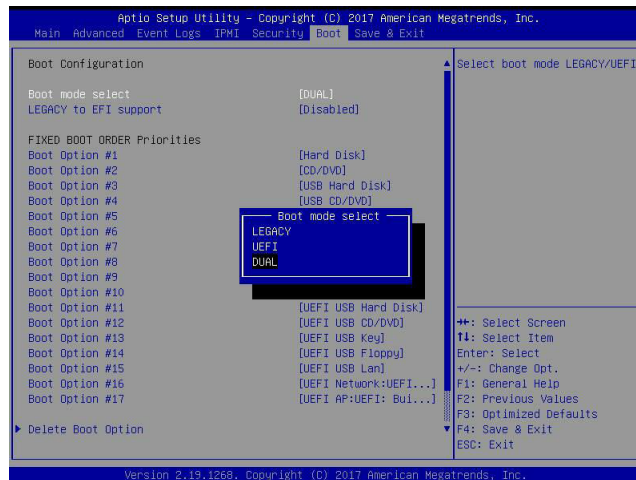 Aptio Setup Utility – Copyright (C) 2017 American Megatrends, Inc.
Main Advanced Event Logs IPMI Security Boot Save & Exit
Boot Configuration
Boot mode select [DUAL]
LEGACY to EFI support [Disabled]
FIXED BOOT ORDER Priorities
Boot Option #1 [Hard Disk]
Boot Option #2 [CD/DVD]
Boot Option #3 [USB Hard Disk]
Boot Option #4 [USB CD/DVD]
Boot Option #5
Boot Option #6
Boot Option #7
Boot Option #8
Boot Option #9
Boot Option #10
Boot Option #11 [UEFI USB Hard Disk]
Boot Option #12 [UEFI USB CD/DVD]
Boot Option #13 [UEFI USB Key]
Boot Option #14 [UEFI USB Floppy]
Boot Option #15 [UEFI USB Lan]
Boot Option #16 [UEFI Network:UEFI...]
Boot Option #17 [UEFI AP:UEFI: Bui...]
Delete Boot Option
Boot mode select
LEGACY
UEFI
DUAL
Select boot mode LEGACY/UEFI
→←: Select Screen
↑↓: Select Item
Enter: Select
+/-: Change Opt.
F1: General Help
F2: Previous Values
F3: Optimized Defaults
F4: Save & Exit
ESC: Exit
Version 2.19.1268. Copyright (C) 2017 American Megatrends, Inc.